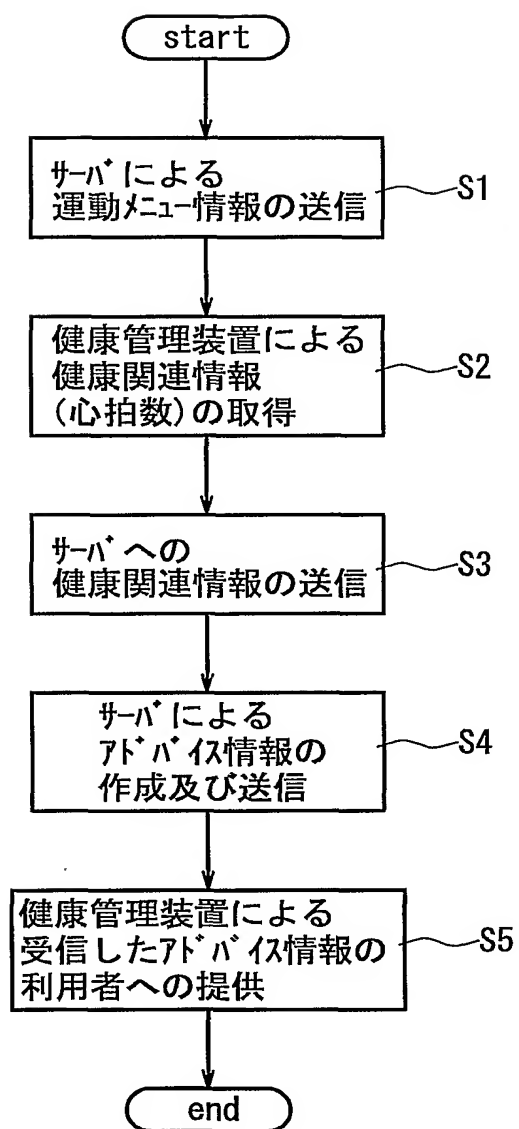 start
ｻｰﾊﾞによる
運動ﾒﾆｭｰ情報の送信
S1
健康管理装置による
健康関連情報
(心拍数)の取得
S2
ｻｰﾊﾞへの
健康関連情報の送信
S3
ｻｰﾊﾞによる
ｱﾄﾞﾊﾞｲｽ情報の
作成及び送信
S4
健康管理装置による
受信したｱﾄﾞﾊﾞｲｽ情報の
利用者への提供
S5
end